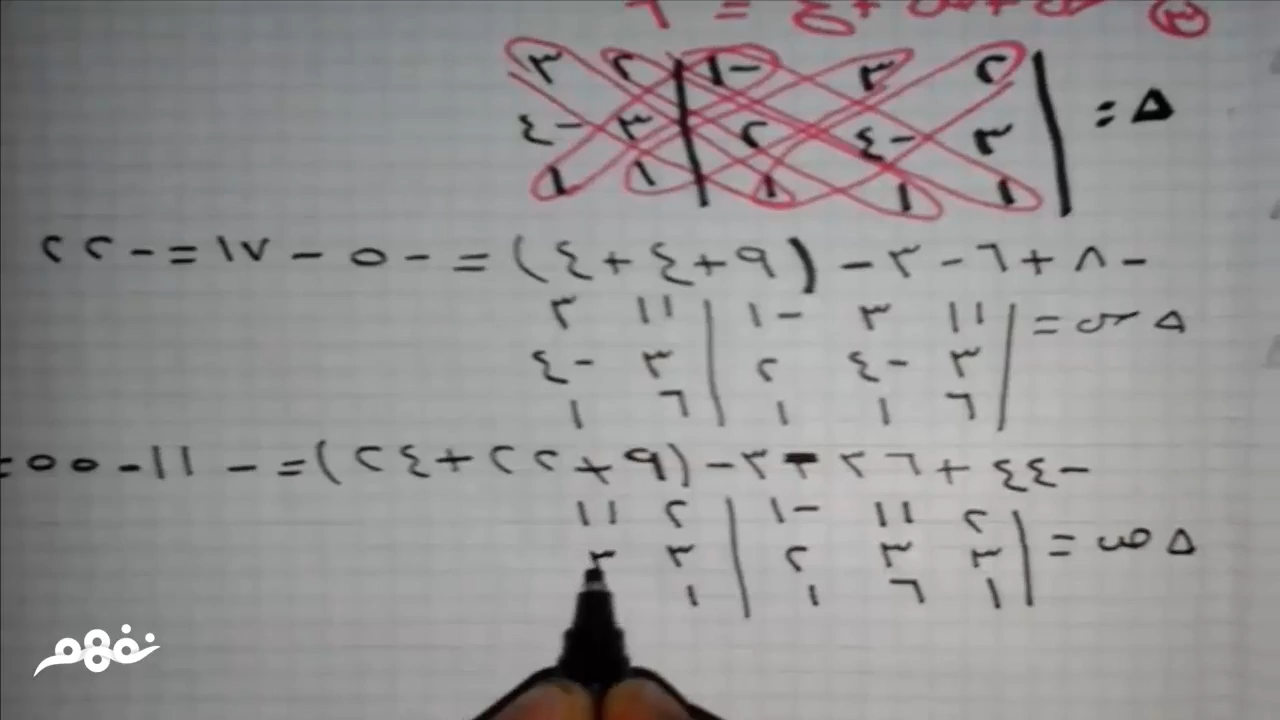 ② س + ص + ع = ٦
∆ = | ٢ ٣ -١ | ٢ ٣
٣ -٤ ٢ | ٣ -٤
١ ١ ١ | ١ ١
-٨ + ٦ - ٣ - (٩ + ٤ + ٤) = -٥ - ١٧ = -٢٢
∆س = | ١١ ٣ -١ | ١١ ٣
٣ -٤ ٢ | ٣ -٤
٦ ١ ١ | ٦ ١
-٤٤ + ٣٦ - ٣ - (٩ + ٢٢ + ٢٤) = -١١ - ٥٥ =
∆ص = | ٢ ١١ -١ | ٢ ١١
٣ ٣ ٢ | ٣ ٣
١ ٦ ١ | ١
نفهم